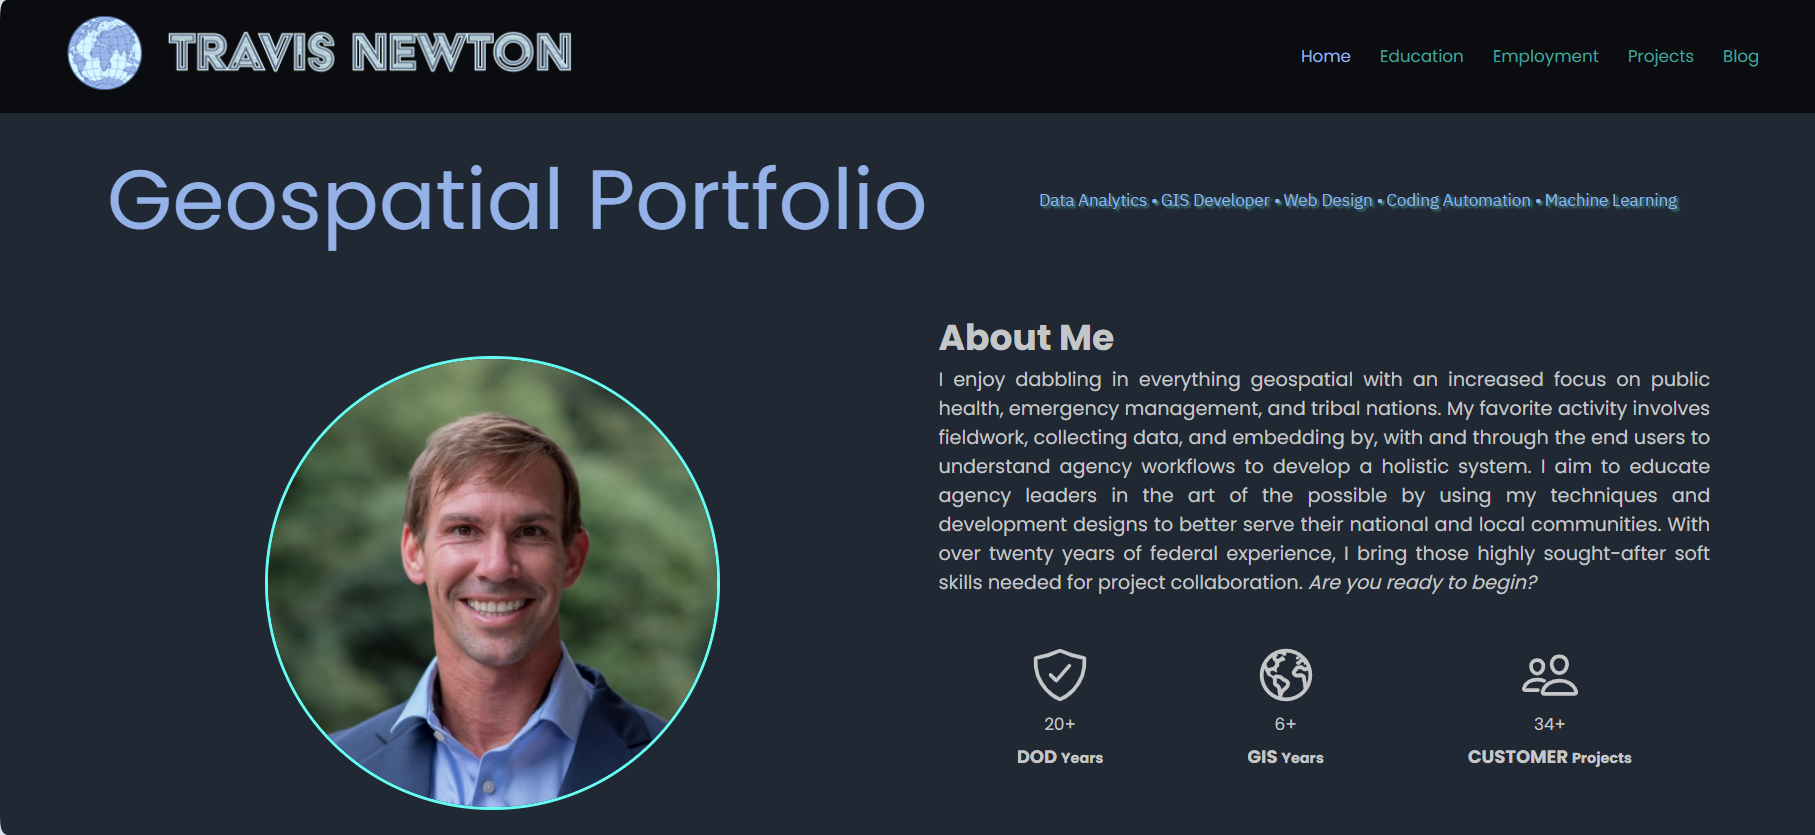 TRAVIS NEWTON
Home Education Employment Projects Blog
Geospatial Portfolio
Data Analytics • GIS Developer • Web Design • Coding Automation • Machine Learning
About Me
I enjoy dabbling in everything geospatial with an increased focus on public
health, emergency management, and tribal nations. My favorite activity involves
fieldwork, collecting data, and embedding by, with and through the end users to
understand agency workflows to develop a holistic system. I aim to educate
agency leaders in the art of the possible by using my techniques and
development designs to better serve their national and local communities. With
over twenty years of federal experience, I bring those highly sought-after soft
skills needed for project collaboration. Are you ready to begin?
20+ 6+ 34+
DOD Years GIS Years CUSTOMER Projects